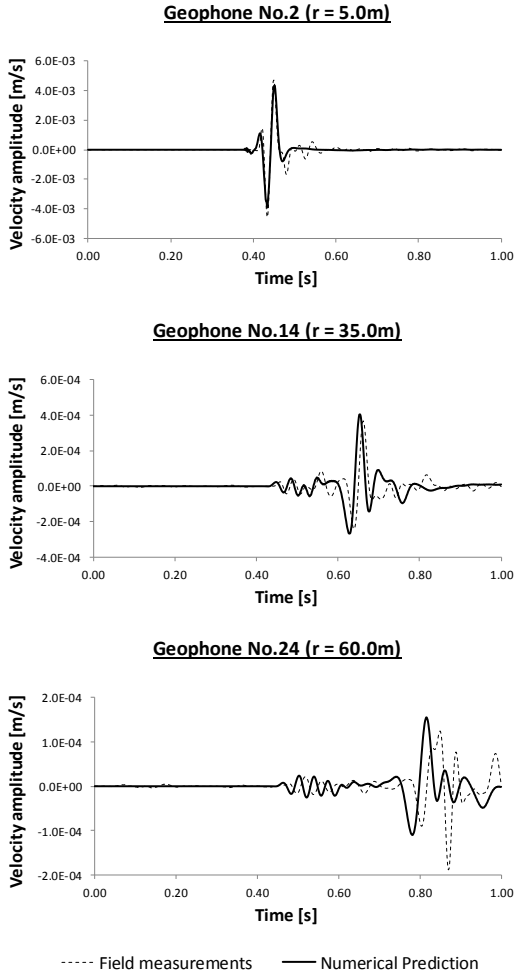 Geophone No.2 (r = 5.0m)
Velocity amplitude [m/s]
6.0E-03
4.0E-03
2.0E-03
0.0E+00
-2.0E-03
-4.0E-03
-6.0E-03
0.00 0.20 0.40 0.60 0.80 1.00
Time [s]
Geophone No.14 (r = 35.0m)
Velocity amplitude [m/s]
6.0E-04
4.0E-04
2.0E-04
0.0E+00
-2.0E-04
-4.0E-04
0.00 0.20 0.40 0.60 0.80 1.00
Time [s]
Geophone No.24 (r = 60.0m)
Velocity amplitude [m/s]
2.0E-04
1.0E-04
0.0E+00
-1.0E-04
-2.0E-04
0.00 0.20 0.40 0.60 0.80 1.00
Time [s]
Field measurements Numerical Prediction